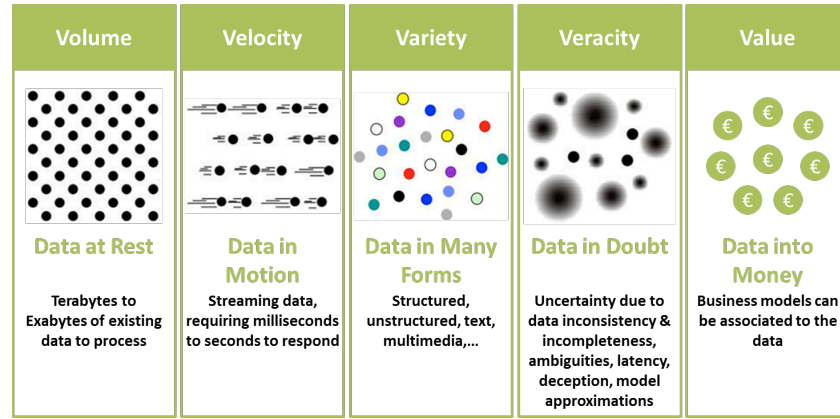 Volume
Data at Rest
Terabytes to
Exabytes of existing
data to process
Velocity
Data in
Motion
Streaming data,
requiring milliseconds
to seconds to respond
Variety
Data in Many
Forms
Structured,
unstructured, text,
multimedia,...
Veracity
Data in Doubt
Uncertainty due to
data inconsistency &
incompleteness,
ambiguities, latency,
deception, model
approximations
Value
€
€ €
€ € €
€ €
Data into
Money
Business models can
be associated to the
data